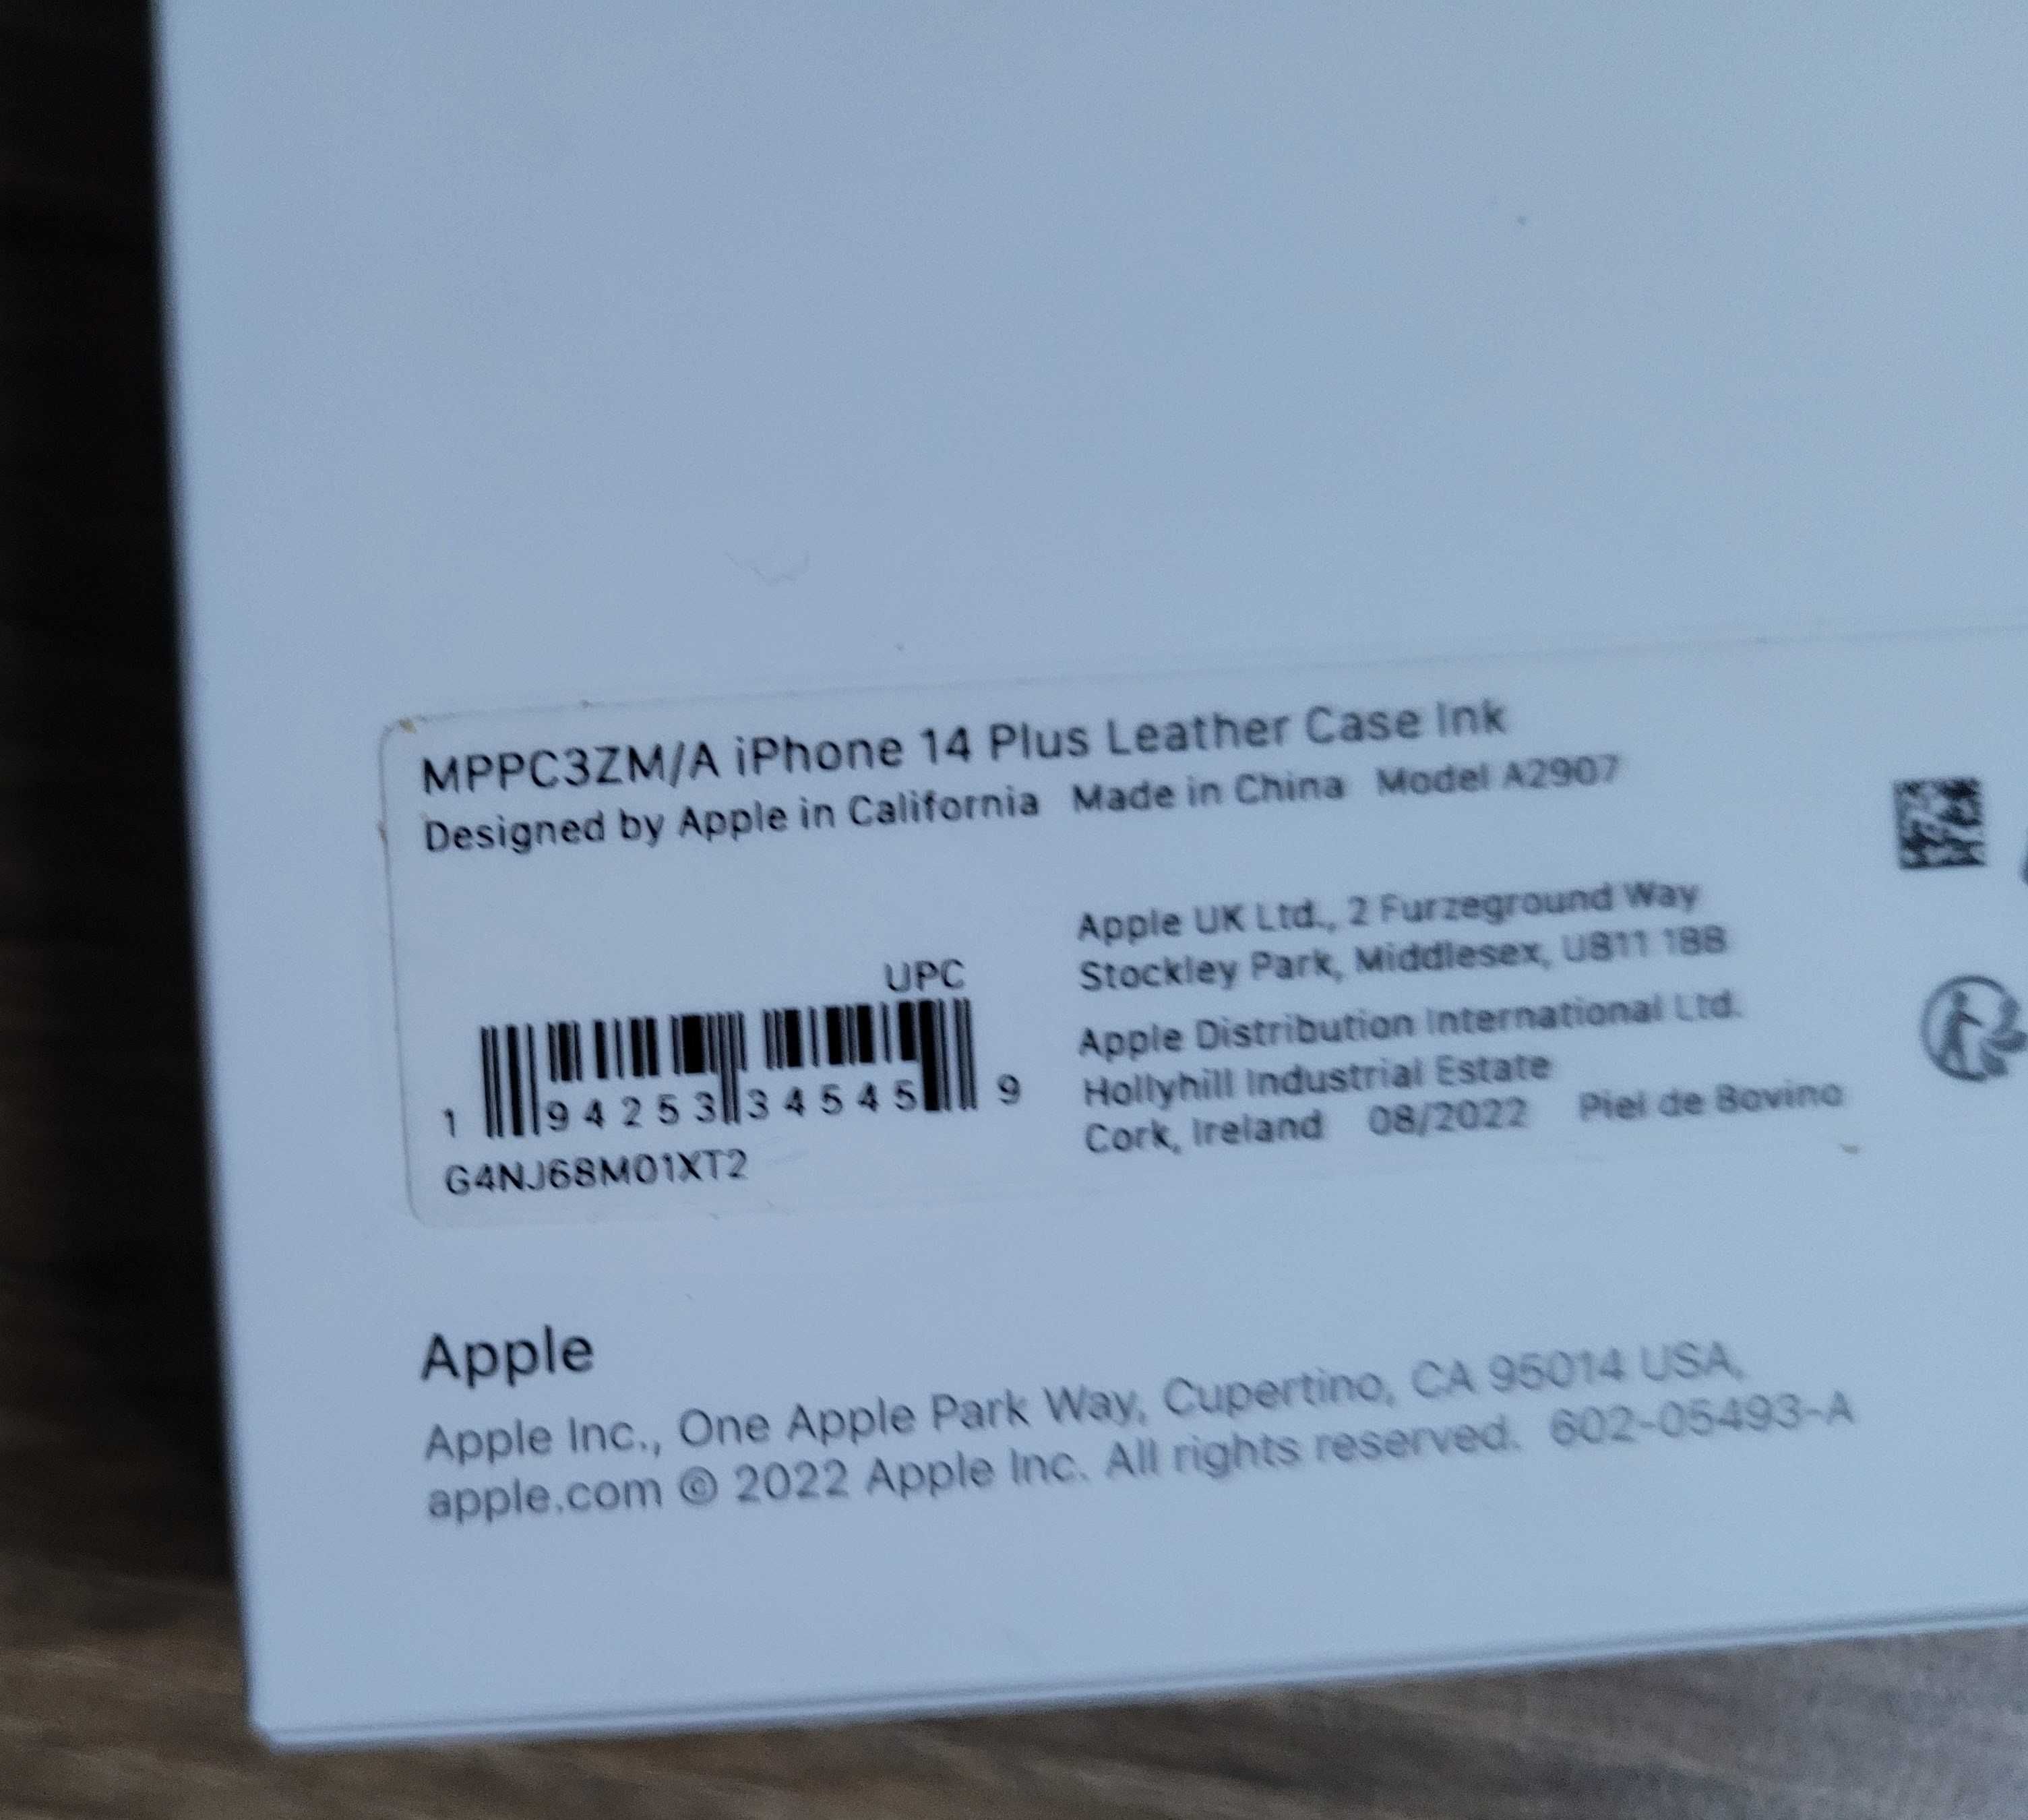 MPPC3ZM/A iPhone 14 Plus Leather Case Ink
Designed by Apple in California Made in China Model A2907
UPC
1 94253 34545 9
G4NJ68M01XT2
Apple UK Ltd., 2 Furzeground Way
Stockley Park, Middlesex, UB11 1BB
Apple Distribution International Ltd.
Hollyhill Industrial Estate
Cork, Ireland 08/2022 Piel de Bovino
Apple
Apple Inc., One Apple Park Way, Cupertino, CA 95014 USA,
apple.com © 2022 Apple Inc. All rights reserved. 602-05493-A